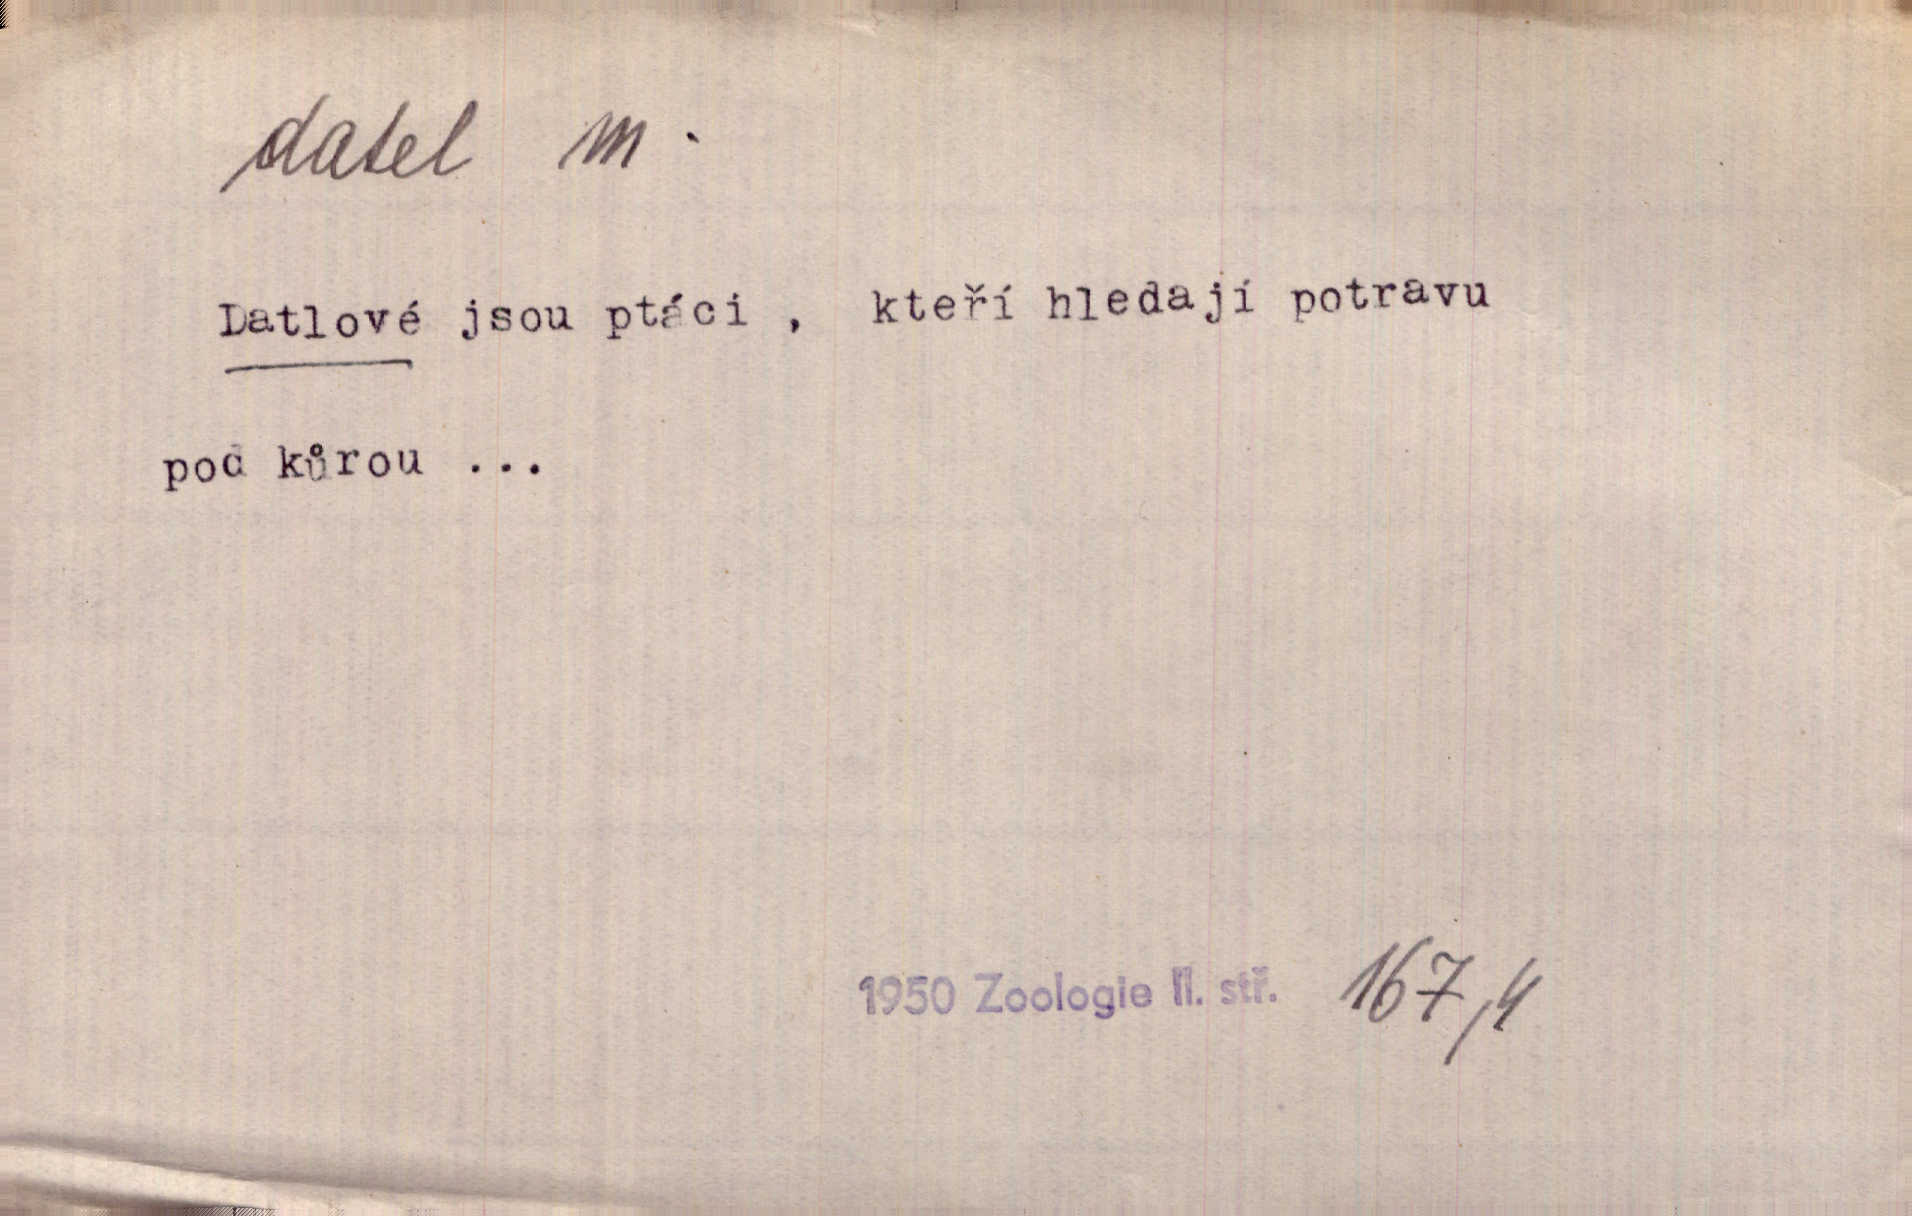 datel m.
Datlové jsou ptáci , kteří hledají potravu
pod kůrou ...
1950 Zoologie II. stř. 167,4